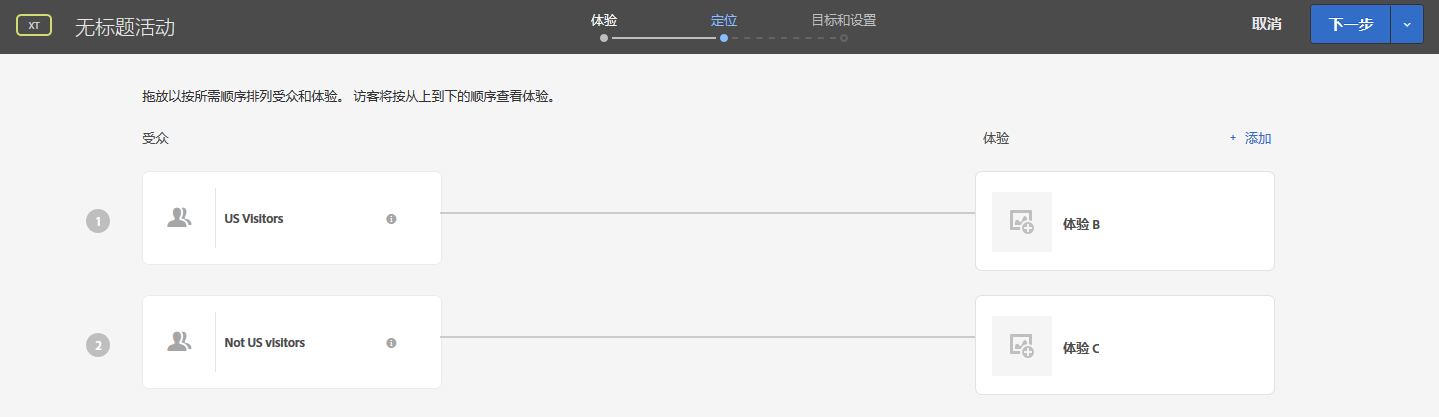 XT 无标题活动 体验 定位 目标和设置 取消 下一步
拖放以按所需顺序排列受众和体验。 访客将按从上到下的顺序查看体验。
受众 体验 + 添加
1 US Visitors 体验 B
2 Not US visitors 体验 C